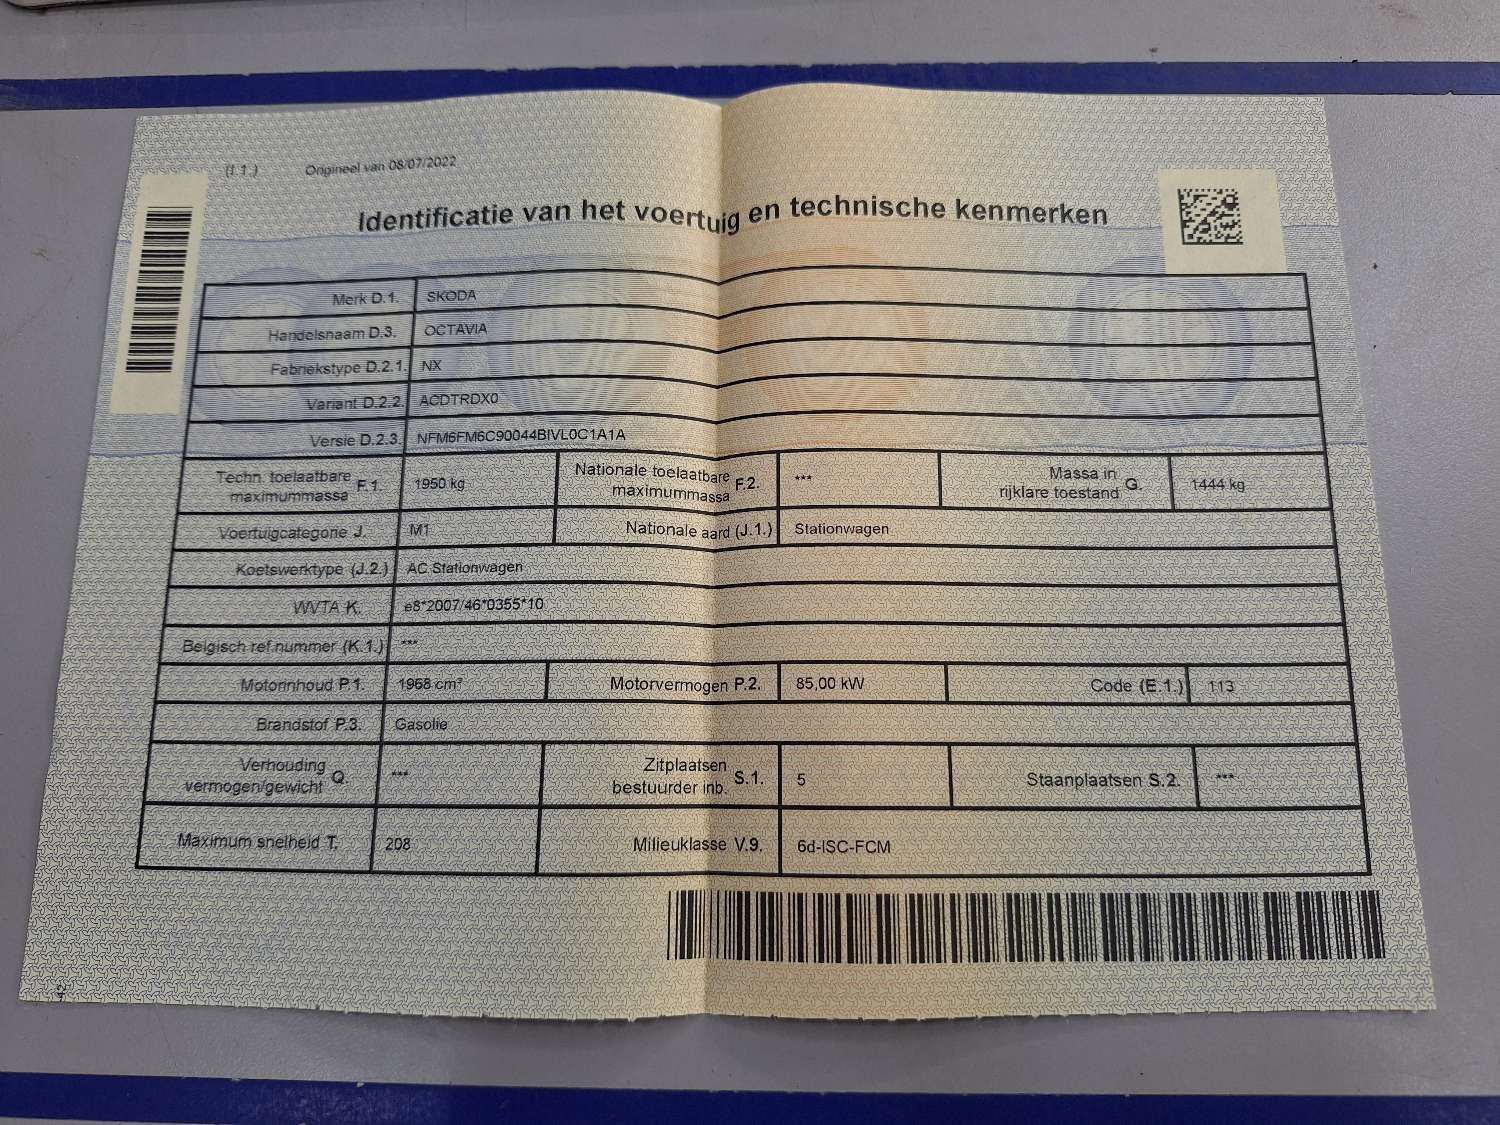 (I.1.) Origineel van 08/07/2022
Identificatie van het voertuig en technische kenmerken
Merk D.1. SKODA
Handelsnaam D.3. OCTAVIA
Fabriekstype D.2.1. NX
Variant D.2.2. ACDTRDX0
Versie D.2.3. NFM6FM6C90044BIVL0C1A1A
Techn. toelaatbare maximummassa F.1. 1950 kg Nationale toelaatbare maximummassa F.2. *** Massa in rijklare toestand G. 1444 kg
Voertuigcategorie J. M1 Nationale aard (J.1.) Stationwagen
Koetswerktype (J.2.) AC Stationwagen
WVTA K. e8*2007/46*0355*10
Belgisch ref.nummer (K.1.) ***
Motorinhoud P.1. 1968 cm³ Motorvermogen P.2. 85,00 kW Code (E.1.) 113
Brandstof P.3. Gasolie
Verhouding vermogen/gewicht Q. *** Zitplaatsen bestuurder inb. S.1. 5 Staanplaatsen S.2. ***
Maximum snelheid T. 208 Milieuklasse V.9. 6d-ISC-FCM
42